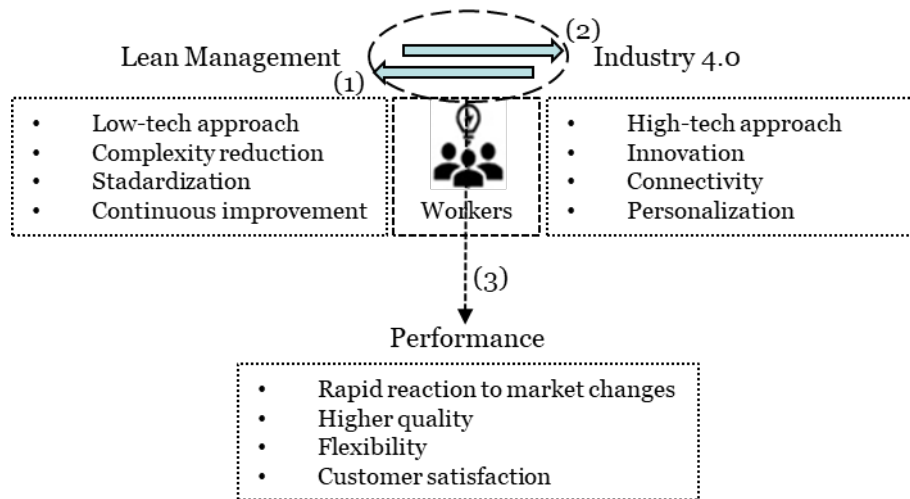 (2)
Lean Management
Industry 4.0
(1)
• Low-tech approach
• Complexity reduction
• Stadardization
• Continuous improvement
Workers
• High-tech approach
• Innovation
• Connectivity
• Personalization
(3)
Performance
• Rapid reaction to market changes
• Higher quality
• Flexibility
• Customer satisfaction